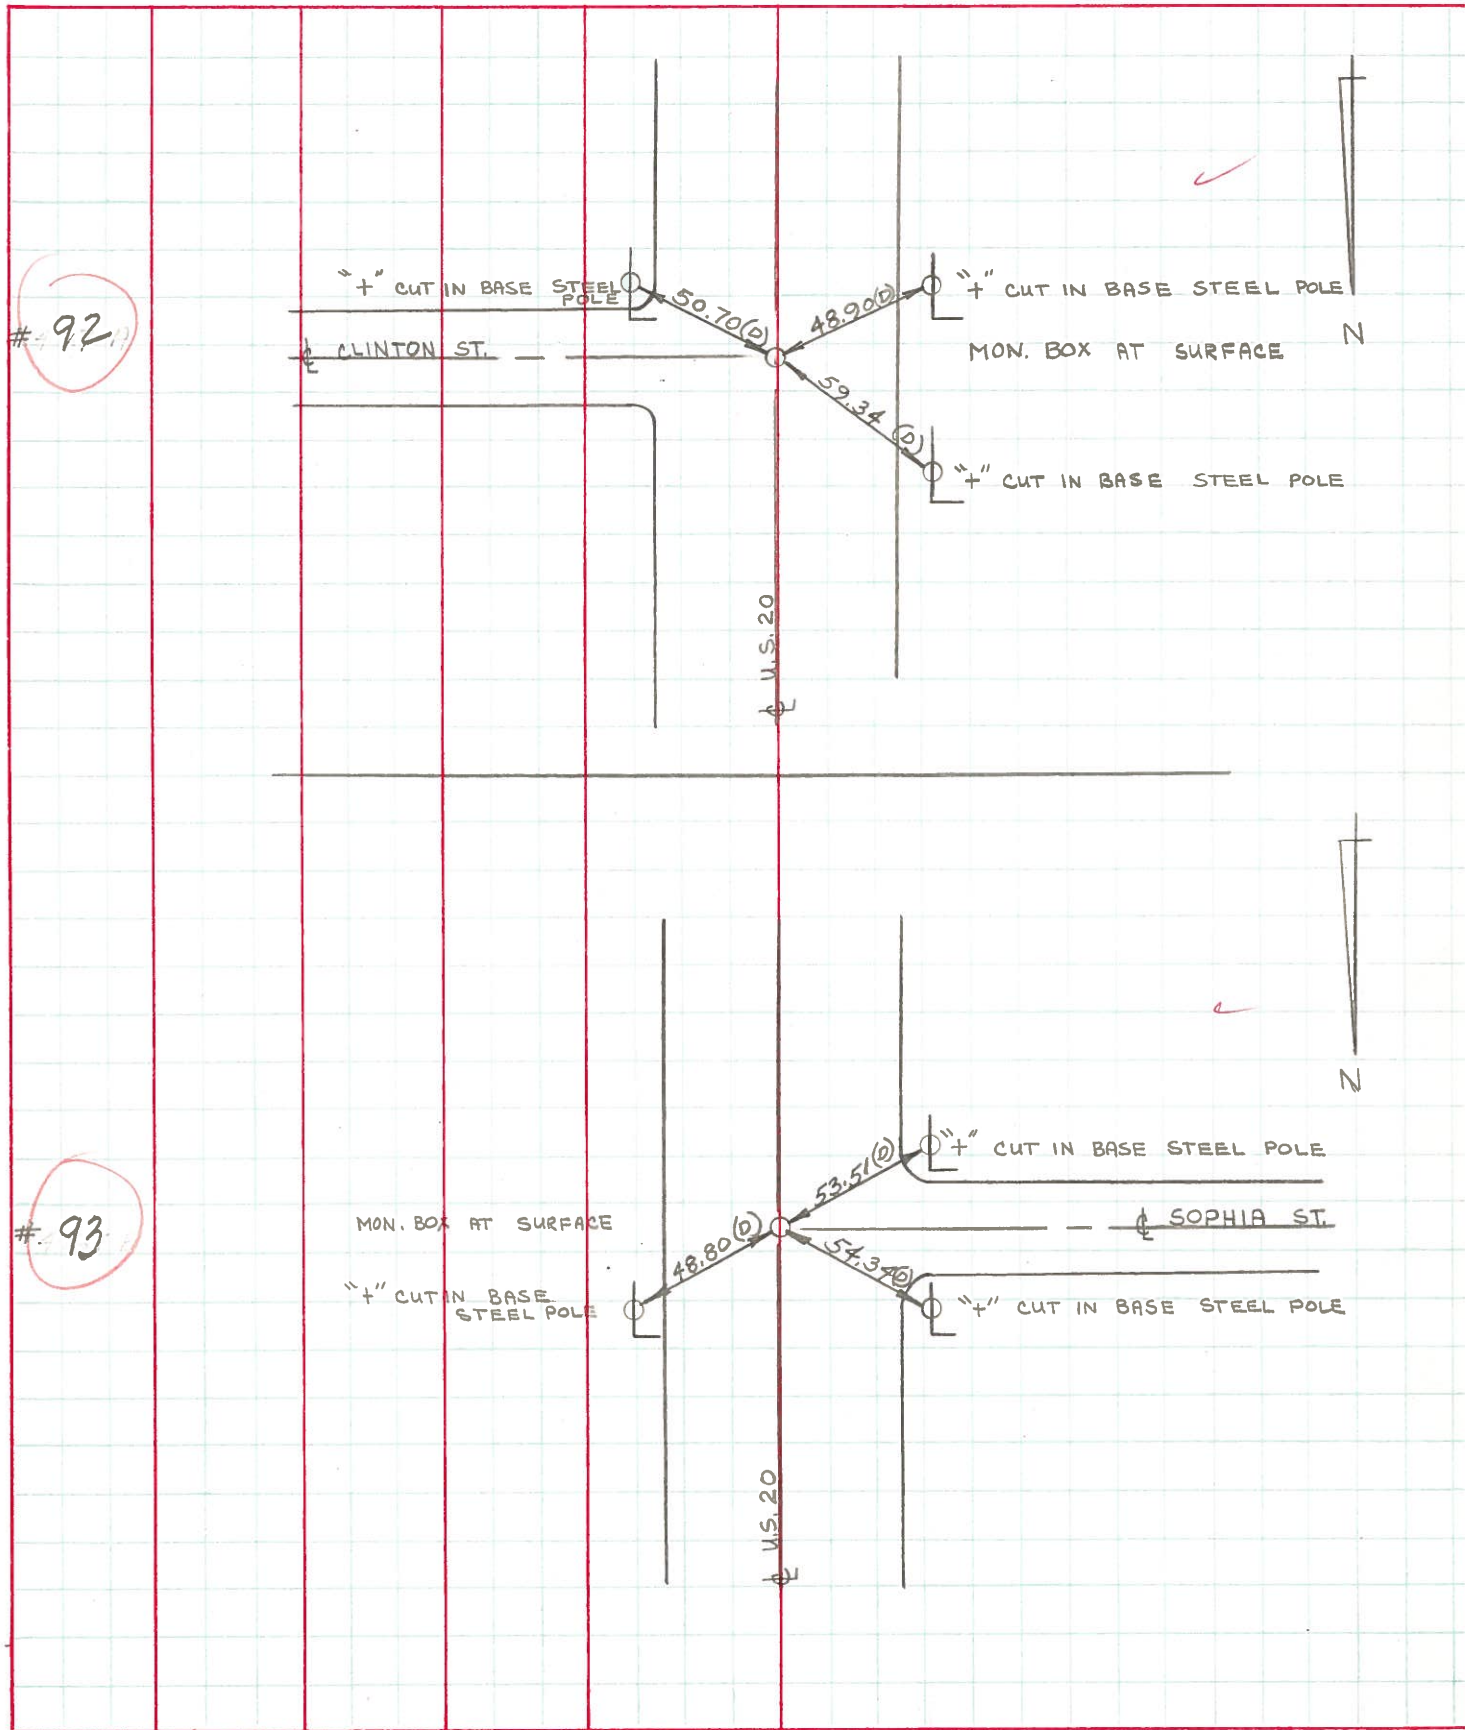 "+" CUT IN BASE STEEL
POLE
50.70(D)
48.90(D)
"+" CUT IN BASE STEEL POLE
# 92
℄ CLINTON ST.
MON. BOX AT SURFACE
N
59.34 (D)
"+" CUT IN BASE STEEL POLE
℄ U.S. 20
N
53.51(D)
"+" CUT IN BASE STEEL POLE
# 93
MON. BOX AT SURFACE
48.80(D)
℄ SOPHIA ST.
54.34(D)
"+" CUT IN BASE
STEEL POLE
"+" CUT IN BASE STEEL POLE
℄ U.S. 20